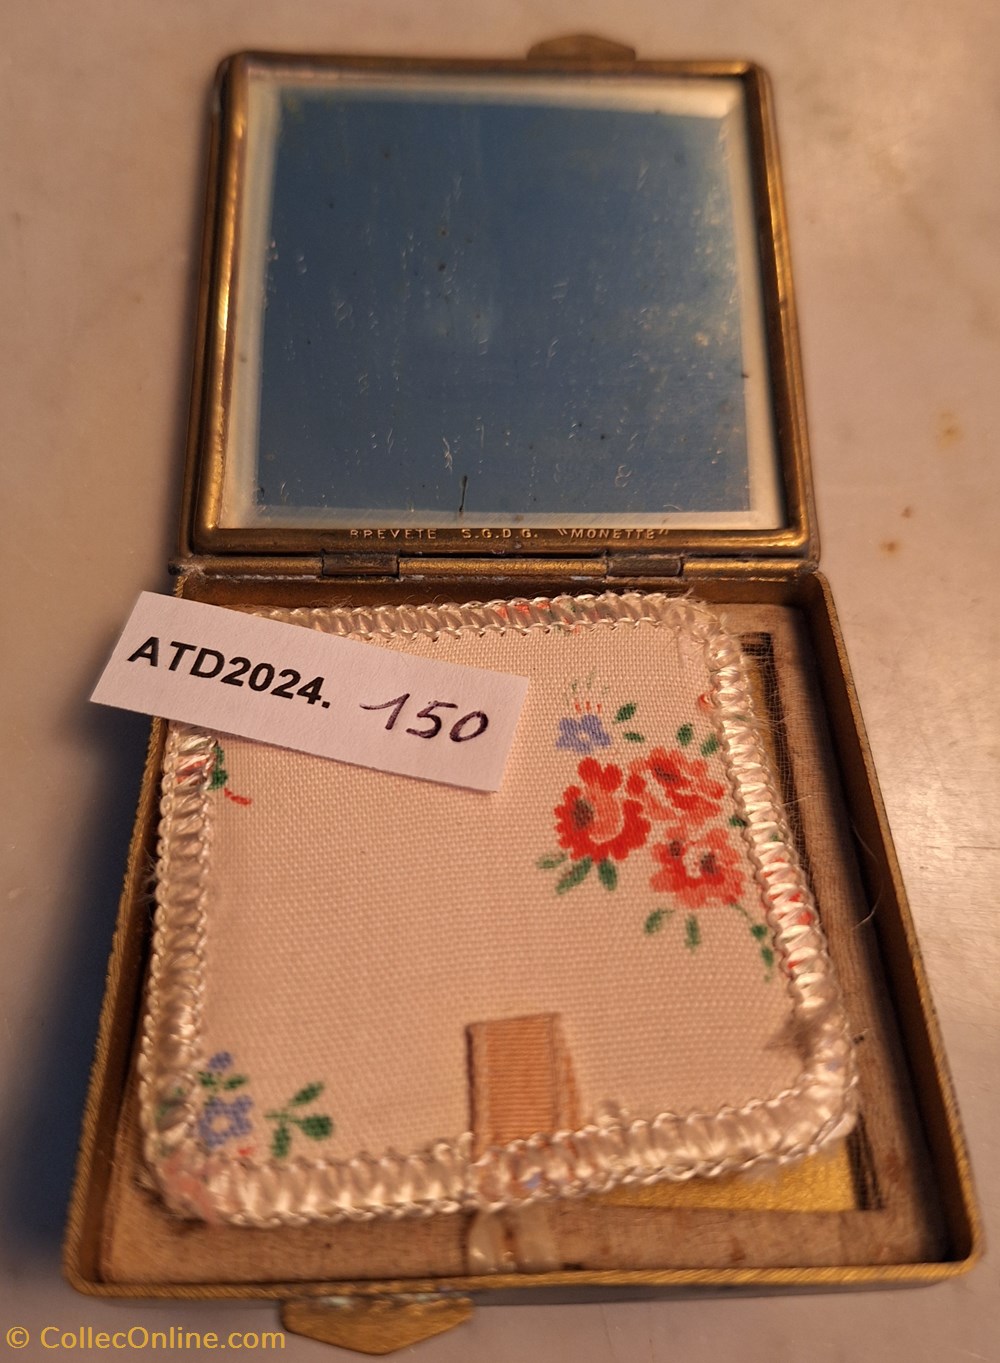 BREVETE S.G.D.G. "MONETTE"
ATD2024. 150
© CollecOnline.com